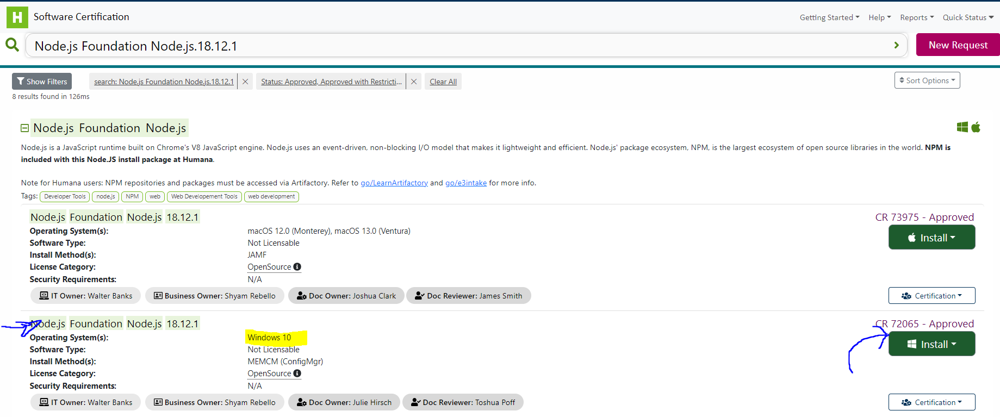 H Software Certification Getting Started Help Reports Quick Status
Node.js Foundation Node.js.18.12.1 New Request
Show Filters search: Node.js Foundation Node.js.18.12.1 Status: Approved, Approved with Restricti... Clear All Sort Options
8 results found in 126ms
Node.js Foundation Node.js
Node.js is a JavaScript runtime built on Chrome's V8 JavaScript engine. Node.js uses an event-driven, non-blocking I/O model that makes it lightweight and efficient. Node.js' package ecosystem, NPM, is the largest ecosystem of open source libraries in the world. NPM is
included with this Node.JS install package at Humana.
Note for Humana users: NPM repositories and packages must be accessed via Artifactory. Refer to go/LearnArtifactory and go/e3intake for more info.
Tags: Developer Tools node.js NPM web Web Developement Tools web development
Node.js Foundation Node.js 18.12.1 CR 73975 - Approved
Operating System(s): macOS 12.0 (Monterey), macOS 13.0 (Ventura)
Install
Software Type: Not Licensable
Install Method(s): JAMF
License Category: OpenSource
Security Requirements: N/A
IT Owner: Walter Banks Business Owner: Shyam Rebello Doc Owner: Joshua Clark Doc Reviewer: James Smith Certification
Node.js Foundation Node.js 18.12.1 CR 72065 - Approved
Operating System(s): Windows 10
Install
Software Type: Not Licensable
Install Method(s): MEMCM (ConfigMgr)
License Category: OpenSource
Security Requirements: N/A
IT Owner: Walter Banks Business Owner: Shyam Rebello Doc Owner: Julie Hirsch Doc Reviewer: Toshua Poff Certification